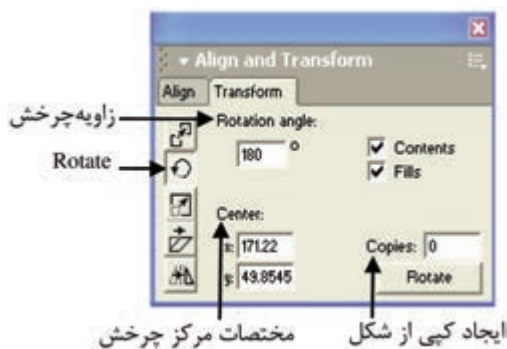 Align and Transform
Align Transform
زاویه‌چرخش
Rotation angle:
180 °
Contents
Fills
Rotate
Center:
x: 171.22
y: 49.8545
Copies: 0
Rotate
مختصات مرکز چرخش
ایجاد کپی از شکل